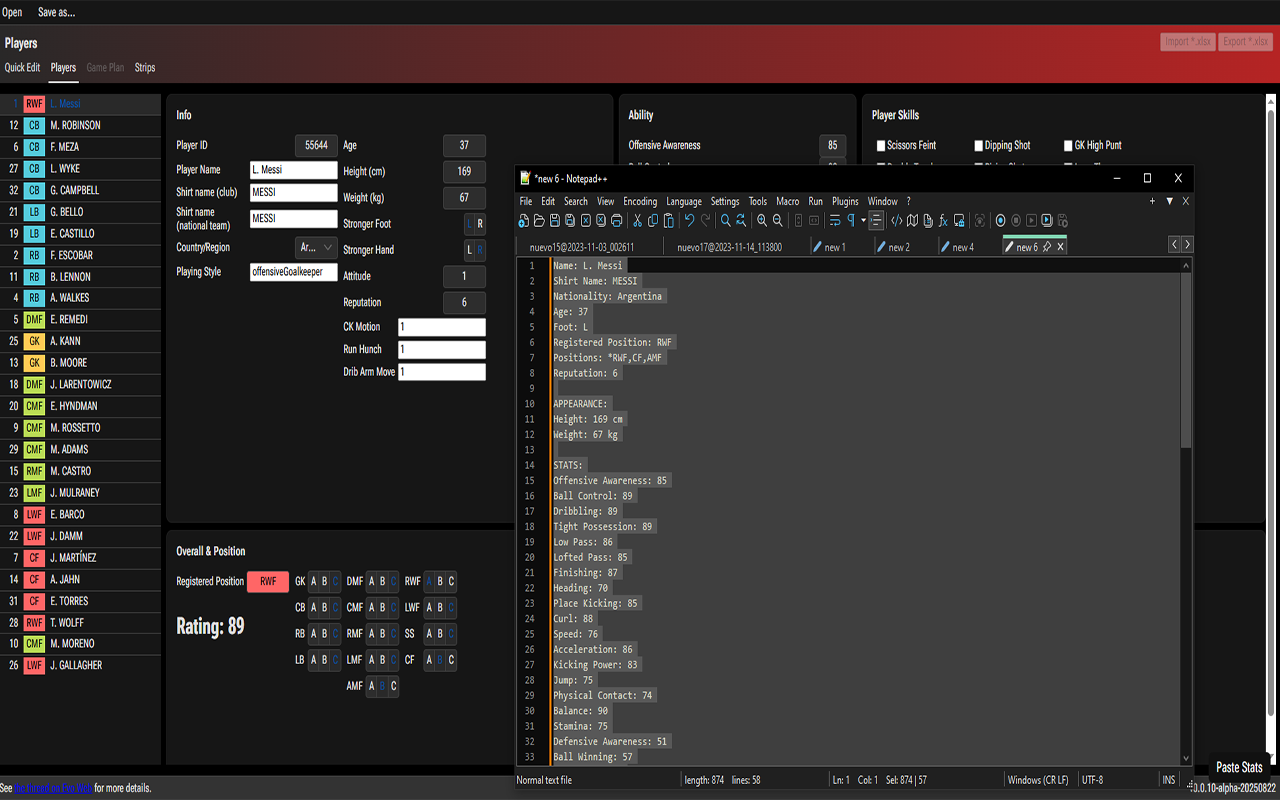 Open Save as...
Players
Import *.xlsx Export *.xlsx
Quick Edit Players Game Plan Strips
1 RWF L. Messi
12 CB M. ROBINSON
6 CB F. MEZA
27 CB L. WYKE
32 CB G. CAMPBELL
21 LB G. BELLO
19 LB E. CASTILLO
2 RB F. ESCOBAR
11 RB B. LENNON
4 RB A. WALKES
5 DMF E. REMEDI
25 GK A. KANN
13 GK B. MOORE
18 DMF J. LARENTOWICZ
20 CMF E. HYNDMAN
9 CMF M. ROSSETTO
29 CMF M. ADAMS
15 RMF M. CASTRO
23 LMF J. MULRANEY
8 LWF E. BARCO
22 LWF J. DAMM
7 CF J. MARTÍNEZ
14 CF A. JAHN
31 CF E. TORRES
28 RWF T. WOLFF
10 CMF M. MORENO
26 LWF J. GALLAGHER
Info
Player ID 55644
Player Name L. Messi
Shirt name (club) MESSI
Shirt name (national team) MESSI
Country/Region Ar...
Playing Style offensiveGoalkeeper
Age 37
Height (cm) 169
Weight (kg) 67
Stronger Foot L R
Stronger Hand L R
Attitude 1
Reputation 6
CK Motion 1
Run Hunch 1
Drib Arm Move 1
Ability
Offensive Awareness 85
Player Skills
Scissors Feint Dipping Shot GK High Punt
Overall & Position
Registered Position RWF
Rating: 89
GK A B C DMF A B C RWF A B C
CB A B C CMF A B C LWF A B C
RB A B C RMF A B C SS A B C
LB A B C LMF A B C CF A B C
AMF A B C
*new 6 - Notepad++
File Edit Search View Encoding Language Settings Tools Macro Run Plugins Window ?
nuevo15@2023-11-03_002611 nuevo17@2023-11-14_113800 new 1 new 2 new 4 new 6
1 Name: L. Messi
2 Shirt Name: MESSI
3 Nationality: Argentina
4 Age: 37
5 Foot: L
6 Registered Position: RWF
7 Positions: *RWF,CF,AMF
8 Reputation: 6
9
10 APPEARANCE:
11 Height: 169 cm
12 Weight: 67 kg
13
14 STATS:
15 Offensive Awareness: 85
16 Ball Control: 89
17 Dribbling: 89
18 Tight Possession: 89
19 Low Pass: 86
20 Lofted Pass: 85
21 Finishing: 87
22 Heading: 70
23 Place Kicking: 85
24 Curl: 88
25 Speed: 76
26 Acceleration: 86
27 Kicking Power: 83
28 Jump: 75
29 Physical Contact: 74
30 Balance: 90
31 Stamina: 75
32 Defensive Awareness: 51
33 Ball Winning: 57
Normal text file length: 874 lines: 58 Ln: 1 Col: 1 Sel: 874 | 57 Windows (CR LF) UTF-8 INS
Paste Stats
See for more details.
0.0.10-alpha-20250822